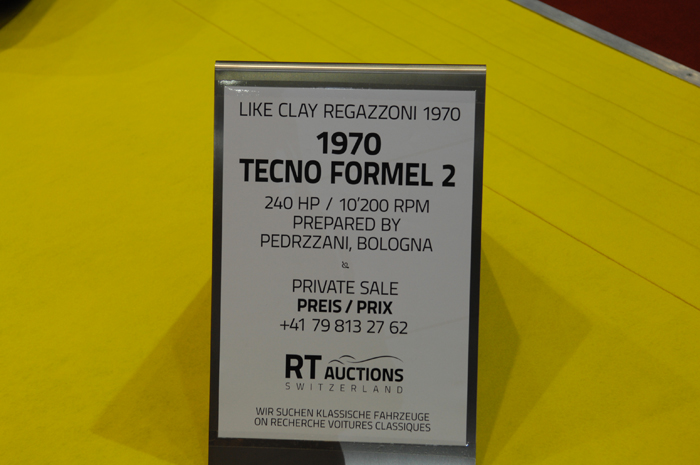 LIKE CLAY REGAZZONI 1970
1970
TECNO FORMEL 2
240 HP / 10'200 RPM
PREPARED BY
PEDRZZANI, BOLOGNA
&
PRIVATE SALE
PREIS / PRIX
+41 79 813 27 62
RT AUCTIONS
SWITZERLAND
WIR SUCHEN KLASSISCHE FAHRZEUGE
ON RECHERCHE VOITURES CLASSIQUES